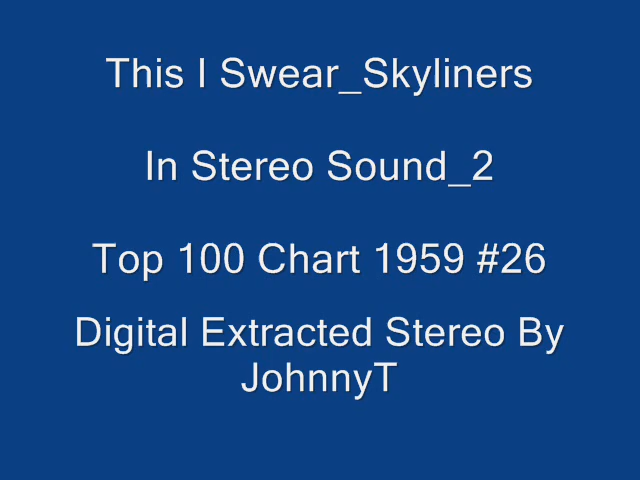 This I Swear_Skyliners
In Stereo Sound_2
Top 100 Chart 1959 #26
Digital Extracted Stereo By
JohnnyT